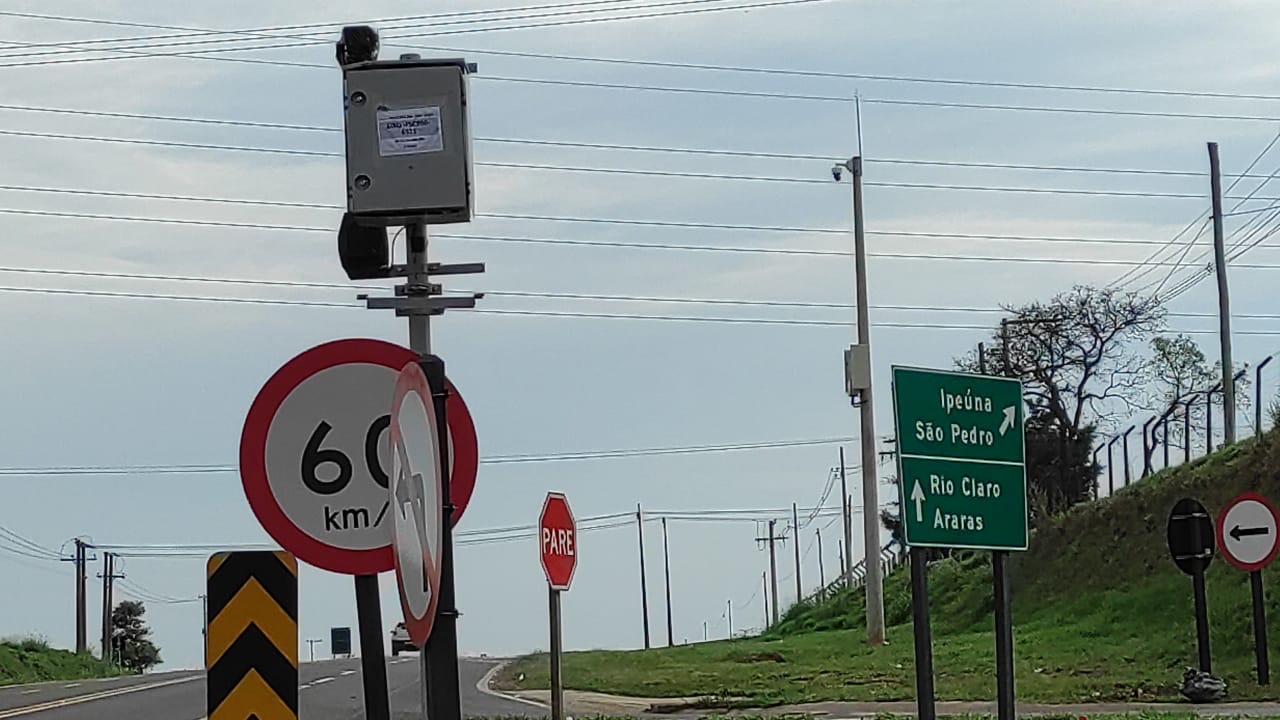 60
km/
PARE
Ipeúna
São Pedro
Rio Claro
Araras